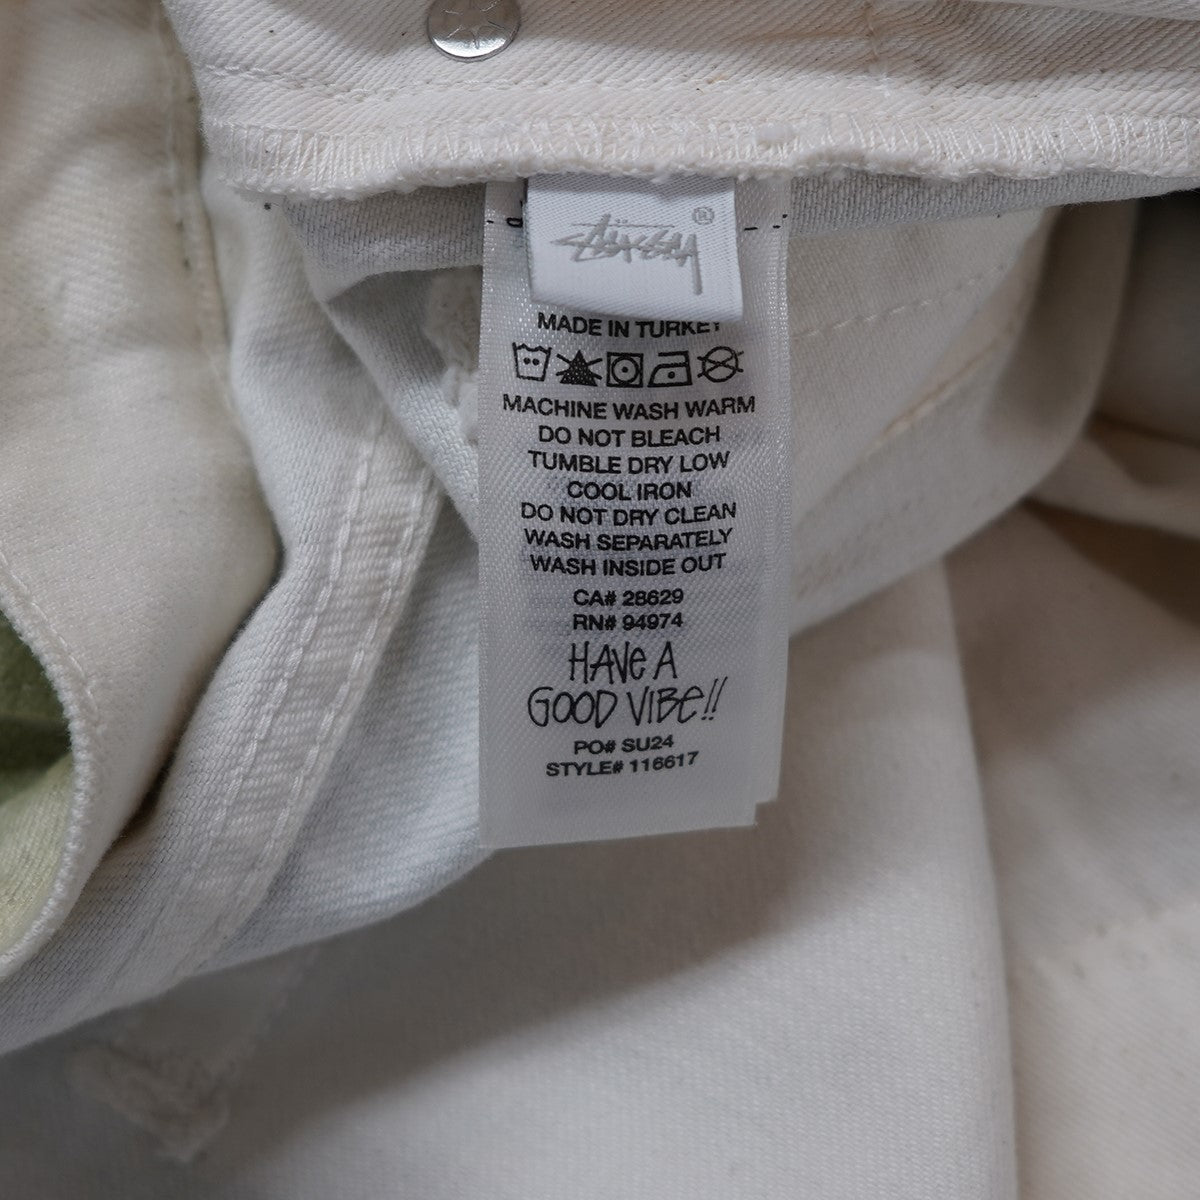 STÜSSY ®
MADE IN TURKEY
MACHINE WASH WARM
DO NOT BLEACH
TUMBLE DRY LOW
COOL IRON
DO NOT DRY CLEAN
WASH SEPARATELY
WASH INSIDE OUT
CA# 28629
RN# 94974
HAVE A
GOOD VIBE!!
PO# SU24
STYLE# 116617